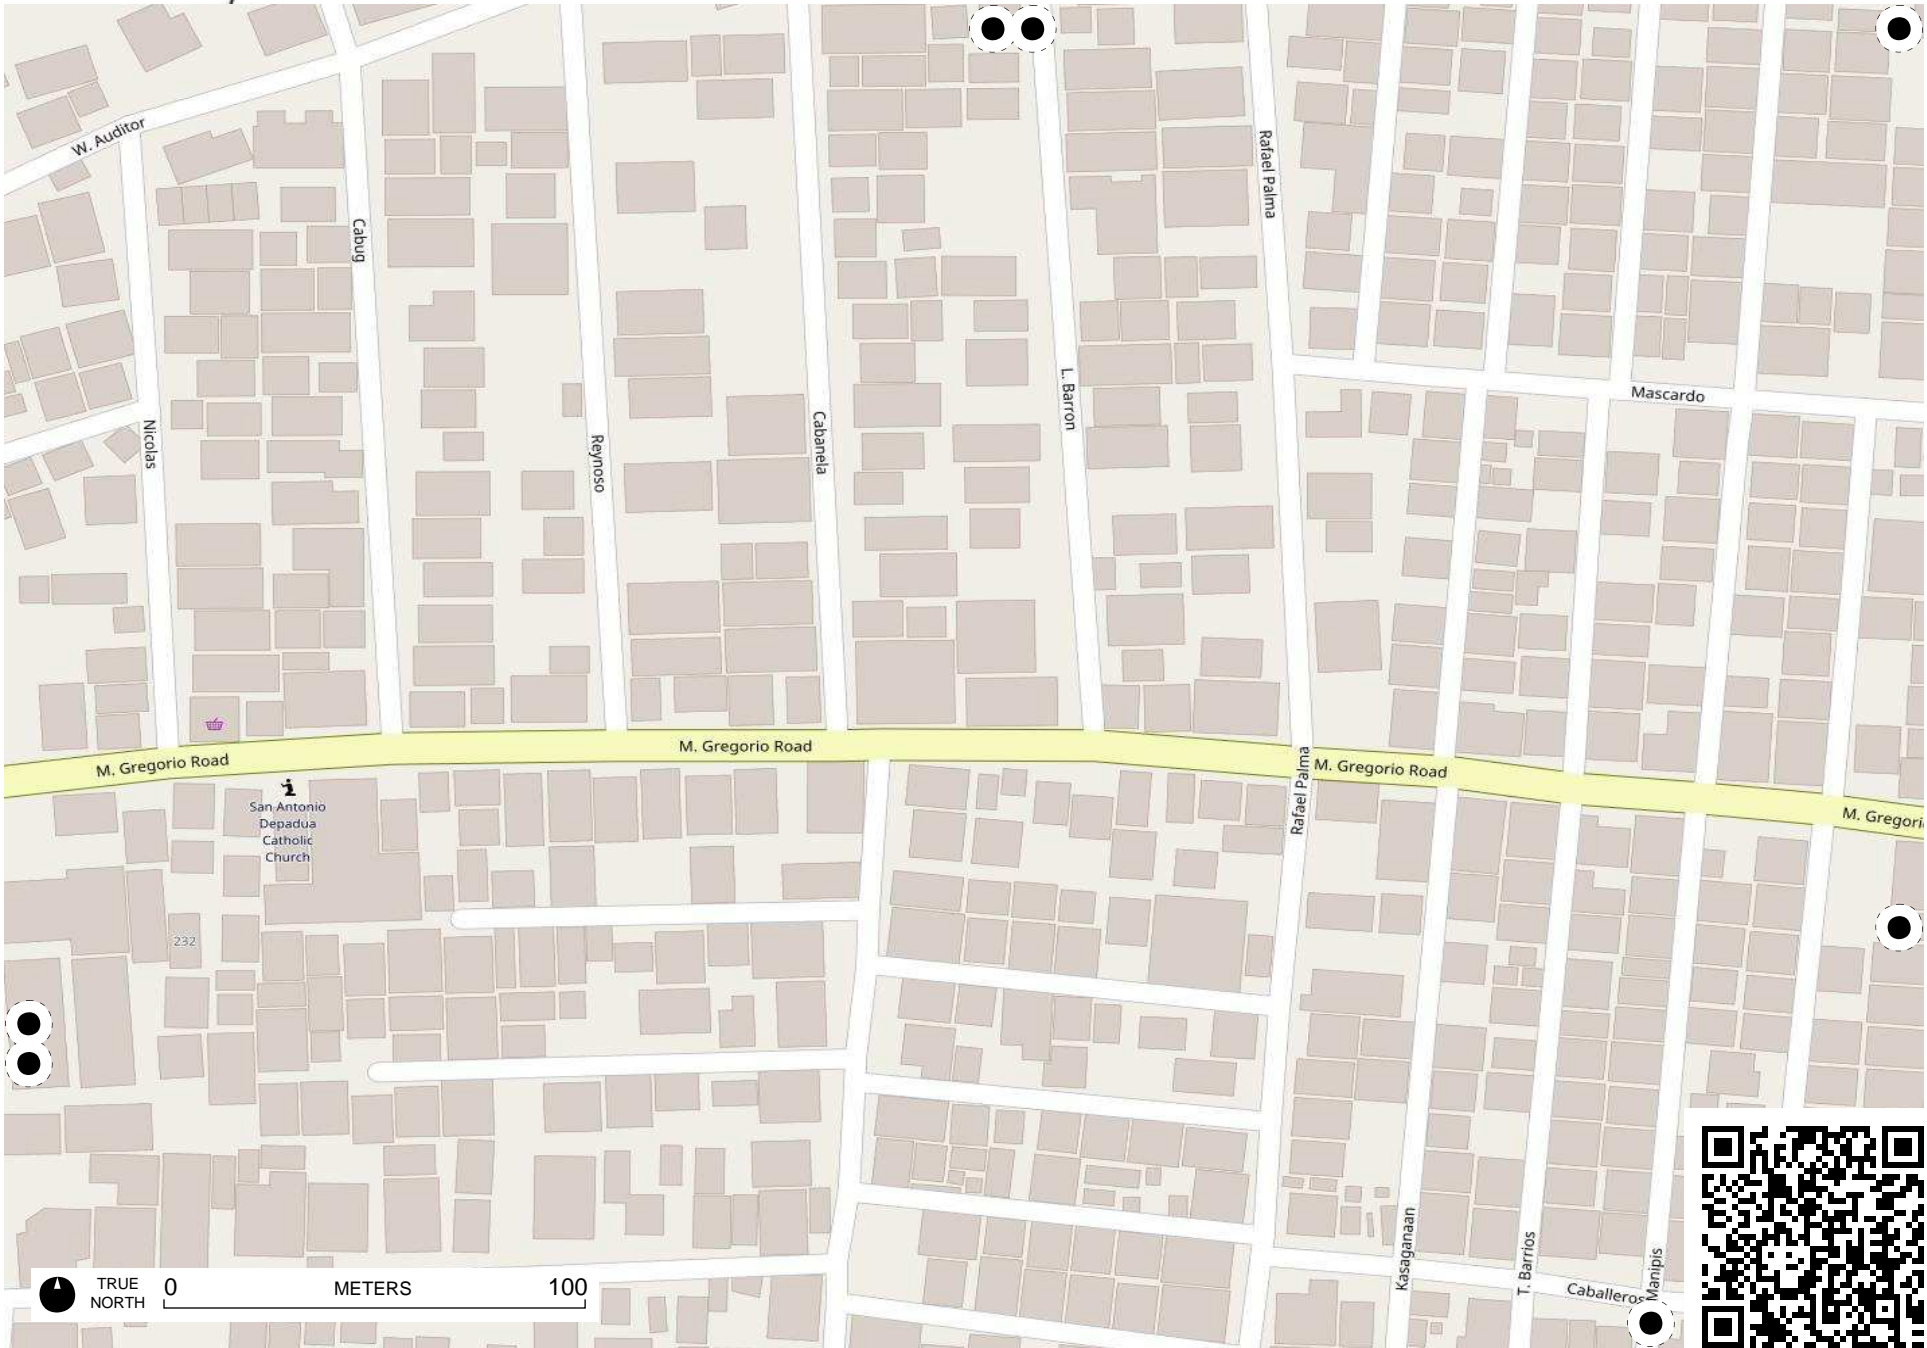 W. Auditor
Rafael Palma
Cabug
Mascardo
L. Barron
Nicolas
Cabanela
Reynoso
M. Gregorio Road
M. Gregorio Road
M. Gregorio Road
Rafael Palma
San Antonio
Depadua
Catholic
Church
232
Kasaganaan
T. Barrios
Manipis
Caballeros
TRUE
NORTH
0 METERS 100